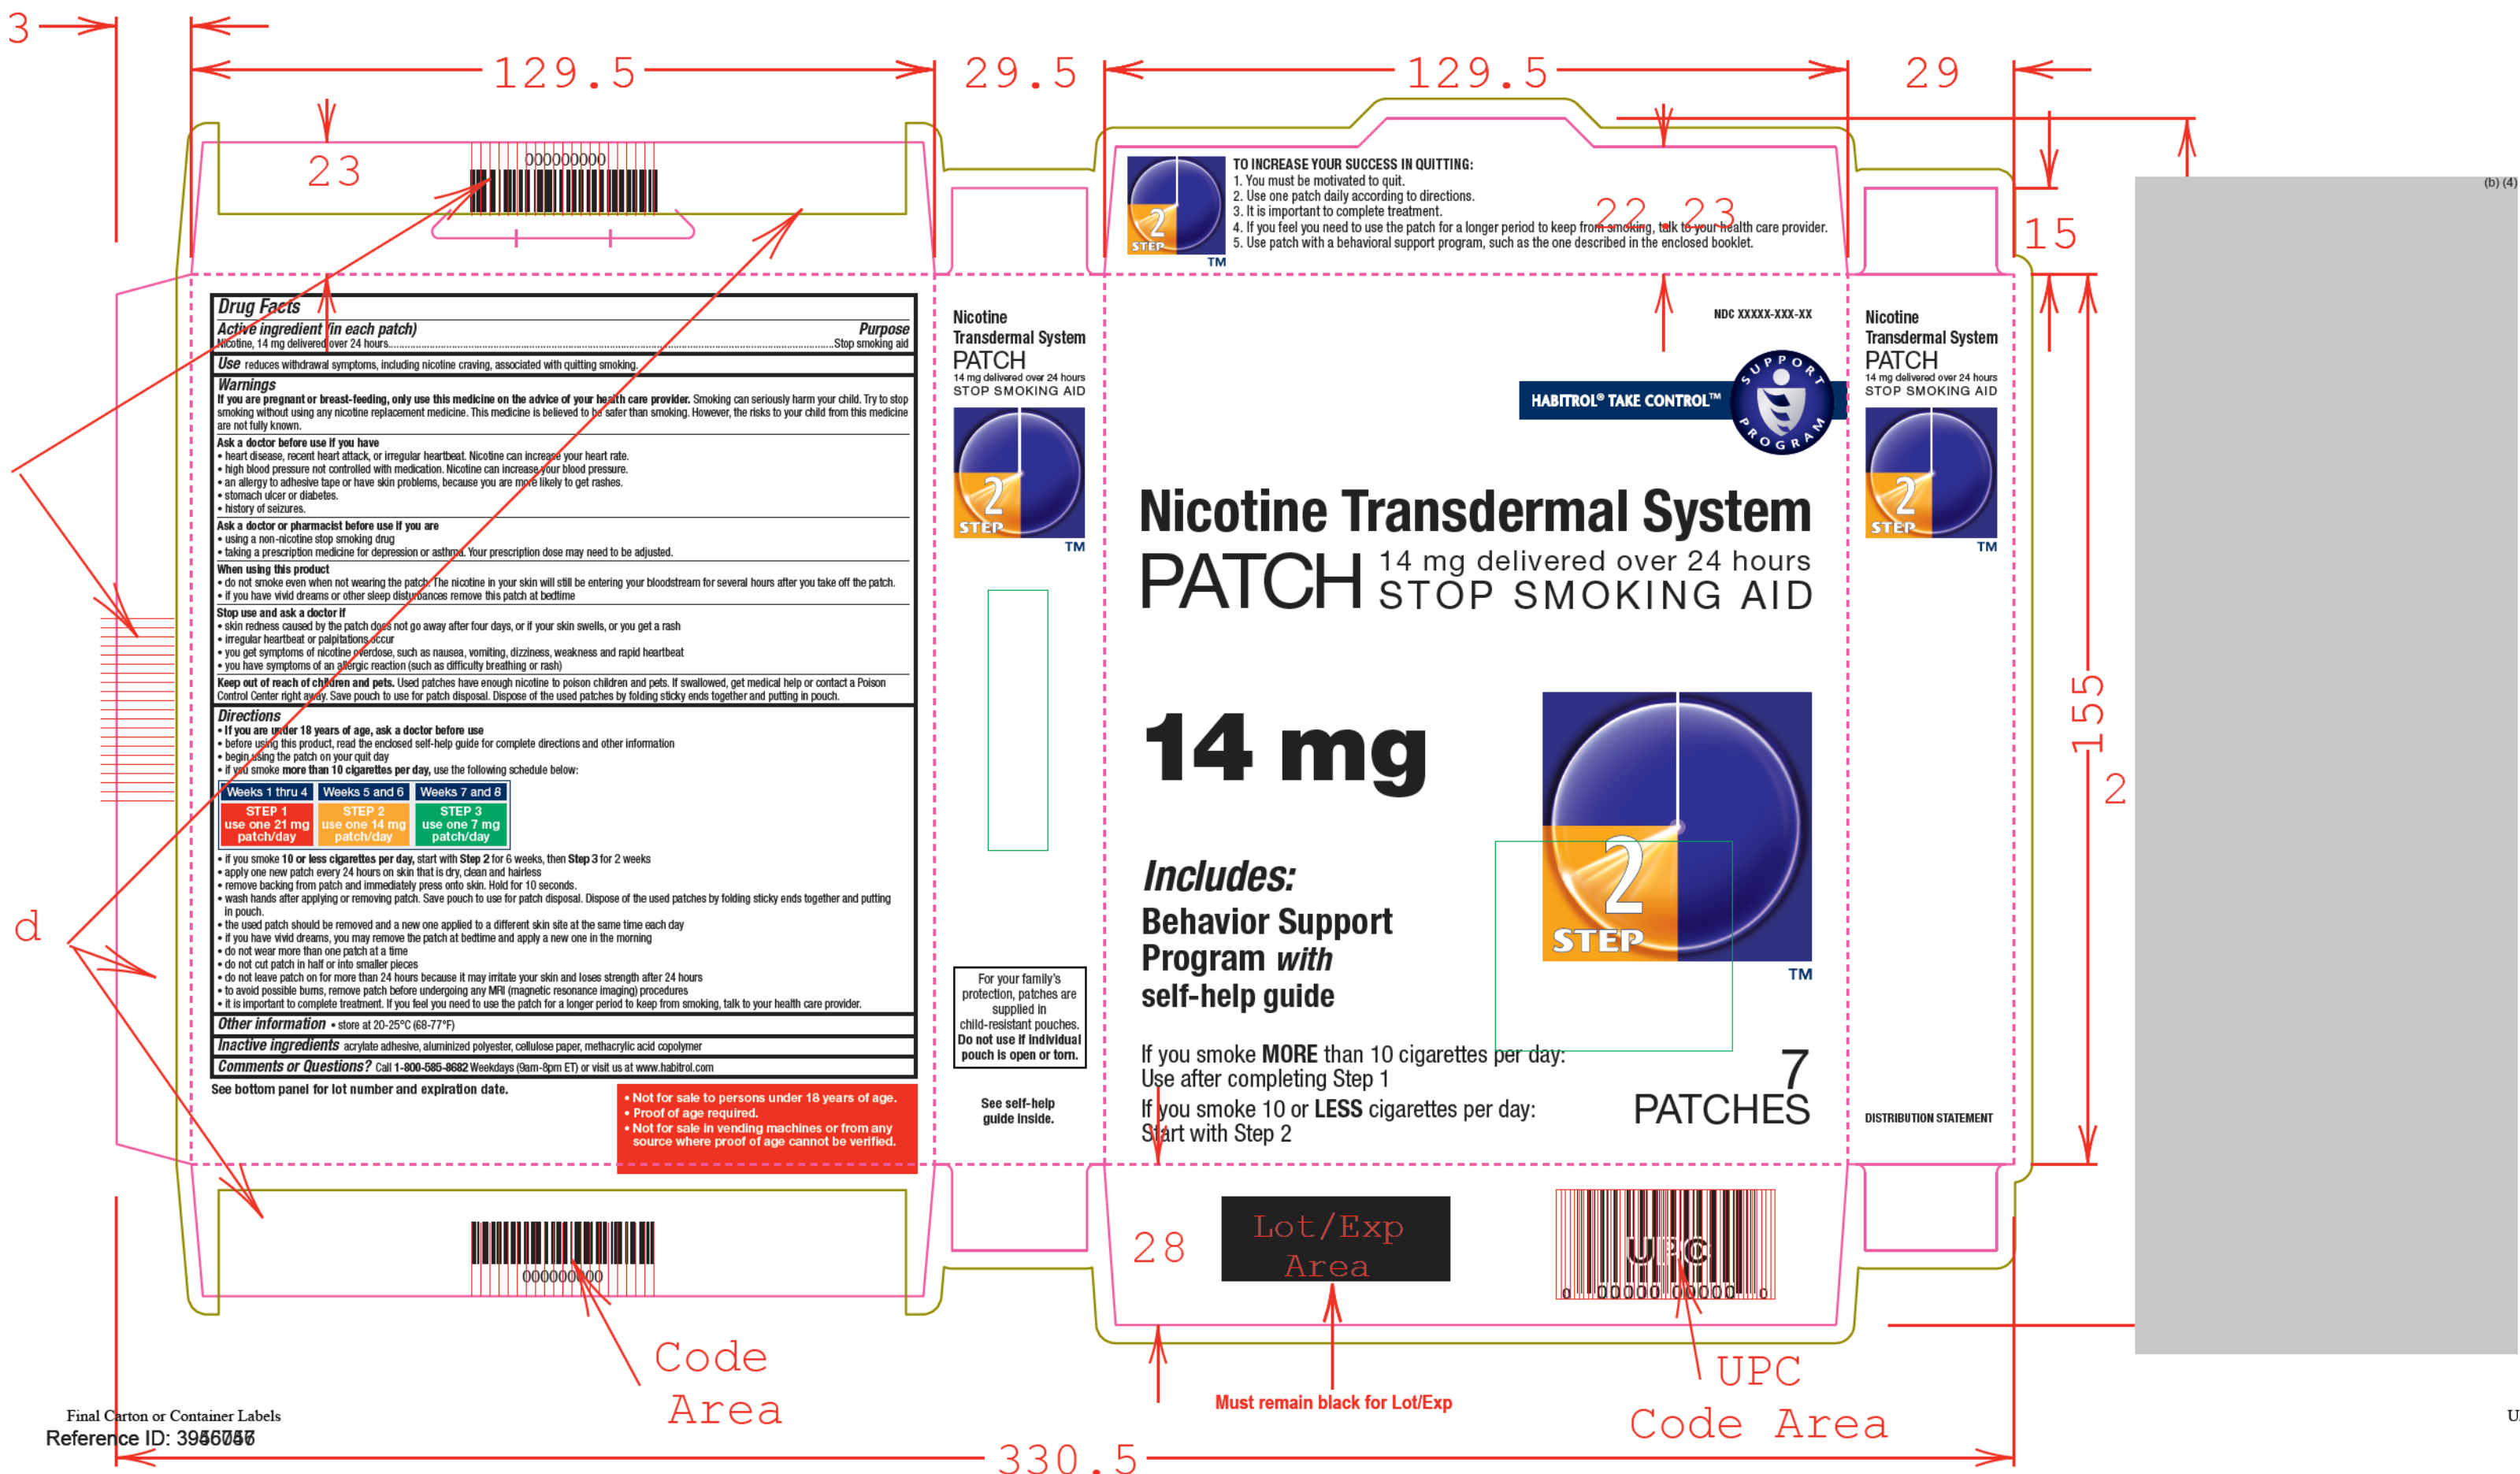 3
129.5
29.5
129.5
29
23
000000000
2
STEP
TM
TO INCREASE YOUR SUCCESS IN QUITTING:
1. You must be motivated to quit.
2. Use one patch daily according to directions.
3. It is important to complete treatment.
4. If you feel you need to use the patch for a longer period to keep from smoking, talk to your health care provider.
5. Use patch with a behavioral support program, such as the one described in the enclosed booklet.
22.23
15
(b) (4)
Drug Facts
Active ingredient (in each patch) Purpose
Nicotine, 14 mg delivered over 24 hours Stop smoking aid
Use reduces withdrawal symptoms, including nicotine craving, associated with quitting smoking.
Warnings
If you are pregnant or breast-feeding, only use this medicine on the advice of your health care provider. Smoking can seriously harm your child. Try to stop
smoking without using any nicotine replacement medicine. This medicine is believed to be safer than smoking. However, the risks to your child from this medicine
are not fully known.
Ask a doctor before use if you have
• heart disease, recent heart attack, or irregular heartbeat. Nicotine can increase your heart rate.
• high blood pressure not controlled with medication. Nicotine can increase your blood pressure.
• an allergy to adhesive tape or have skin problems, because you are more likely to get rashes.
• stomach ulcer or diabetes.
• history of seizures.
Ask a doctor or pharmacist before use if you are
• using a non-nicotine stop smoking drug
• taking a prescription medicine for depression or asthma. Your prescription dose may need to be adjusted.
When using this product
• do not smoke even when not wearing the patch. The nicotine in your skin will still be entering your bloodstream for several hours after you take off the patch.
• if you have vivid dreams or other sleep disturbances remove this patch at bedtime
Stop use and ask a doctor if
• skin redness caused by the patch does not go away after four days, or if your skin swells, or you get a rash
• irregular heartbeat or palpitations occur
• you get symptoms of nicotine overdose, such as nausea, vomiting, dizziness, weakness and rapid heartbeat
• you have symptoms of an allergic reaction (such as difficulty breathing or rash)
Keep out of reach of children and pets. Used patches have enough nicotine to poison children and pets. If swallowed, get medical help or contact a Poison
Control Center right away. Save pouch to use for patch disposal. Dispose of the used patches by folding sticky ends together and putting in pouch.
Directions
• If you are under 18 years of age, ask a doctor before use
• before using this product, read the enclosed self-help guide for complete directions and other information
• begin using the patch on your quit day
• if you smoke more than 10 cigarettes per day, use the following schedule below:
Weeks 1 thru 4 Weeks 5 and 6 Weeks 7 and 8
STEP 1 STEP 2 STEP 3
use one 21 mg use one 14 mg use one 7 mg
patch/day patch/day patch/day
• if you smoke 10 or less cigarettes per day, start with Step 2 for 6 weeks, then Step 3 for 2 weeks
• apply one new patch every 24 hours on skin that is dry, clean and hairless
• remove backing from patch and immediately press onto skin. Hold for 10 seconds.
• wash hands after applying or removing patch. Save pouch to use for patch disposal. Dispose of the used patches by folding sticky ends together and putting
in pouch.
• the used patch should be removed and a new one applied to a different skin site at the same time each day
• if you have vivid dreams, you may remove the patch at bedtime and apply a new one in the morning
• do not wear more than one patch at a time
• do not cut patch in half or into smaller pieces
• do not leave patch on for more than 24 hours because it may irritate your skin and loses strength after 24 hours
• to avoid possible burns, remove patch before undergoing any MRI (magnetic resonance imaging) procedures
• it is important to complete treatment. If you feel you need to use the patch for a longer period to keep from smoking, talk to your health care provider.
Other information • store at 20-25°C (68-77°F)
Inactive ingredients acrylate adhesive, aluminized polyester, cellulose paper, methacrylic acid copolymer
Comments or Questions? Call 1-800-585-8682 Weekdays (9am-8pm ET) or visit us at www.habitrol.com
See bottom panel for lot number and expiration date.
• Not for sale to persons under 18 years of age.
• Proof of age required.
• Not for sale in vending machines or from any
source where proof of age cannot be verified.
d
Nicotine
Transdermal System
PATCH
14 mg delivered over 24 hours
STOP SMOKING AID
2
STEP
TM
For your family's
protection, patches are
supplied in
child-resistant pouches.
Do not use if individual
pouch is open or torn.
See self-help
guide inside.
NDC XXXXX-XXX-XX
HABITROL® TAKE CONTROL™
SUPPORT
PROGRAM
Nicotine Transdermal System
PATCH 14 mg delivered over 24 hours
STOP SMOKING AID
14 mg
2
STEP
TM
Includes:
Behavior Support
Program with
self-help guide
If you smoke MORE than 10 cigarettes per day:
Use after completing Step 1
If you smoke 10 or LESS cigarettes per day:
Start with Step 2
7
PATCHES
Nicotine
Transdermal System
PATCH
14 mg delivered over 24 hours
STOP SMOKING AID
2
STEP
TM
DISTRIBUTION STATEMENT
155
2
000000000
Code
Area
28
Lot/Exp
Area
Must remain black for Lot/Exp
UPC
0 00000 00000 0
UPC
Code Area
330.5
Final Carton or Container Labels
Reference ID:
U